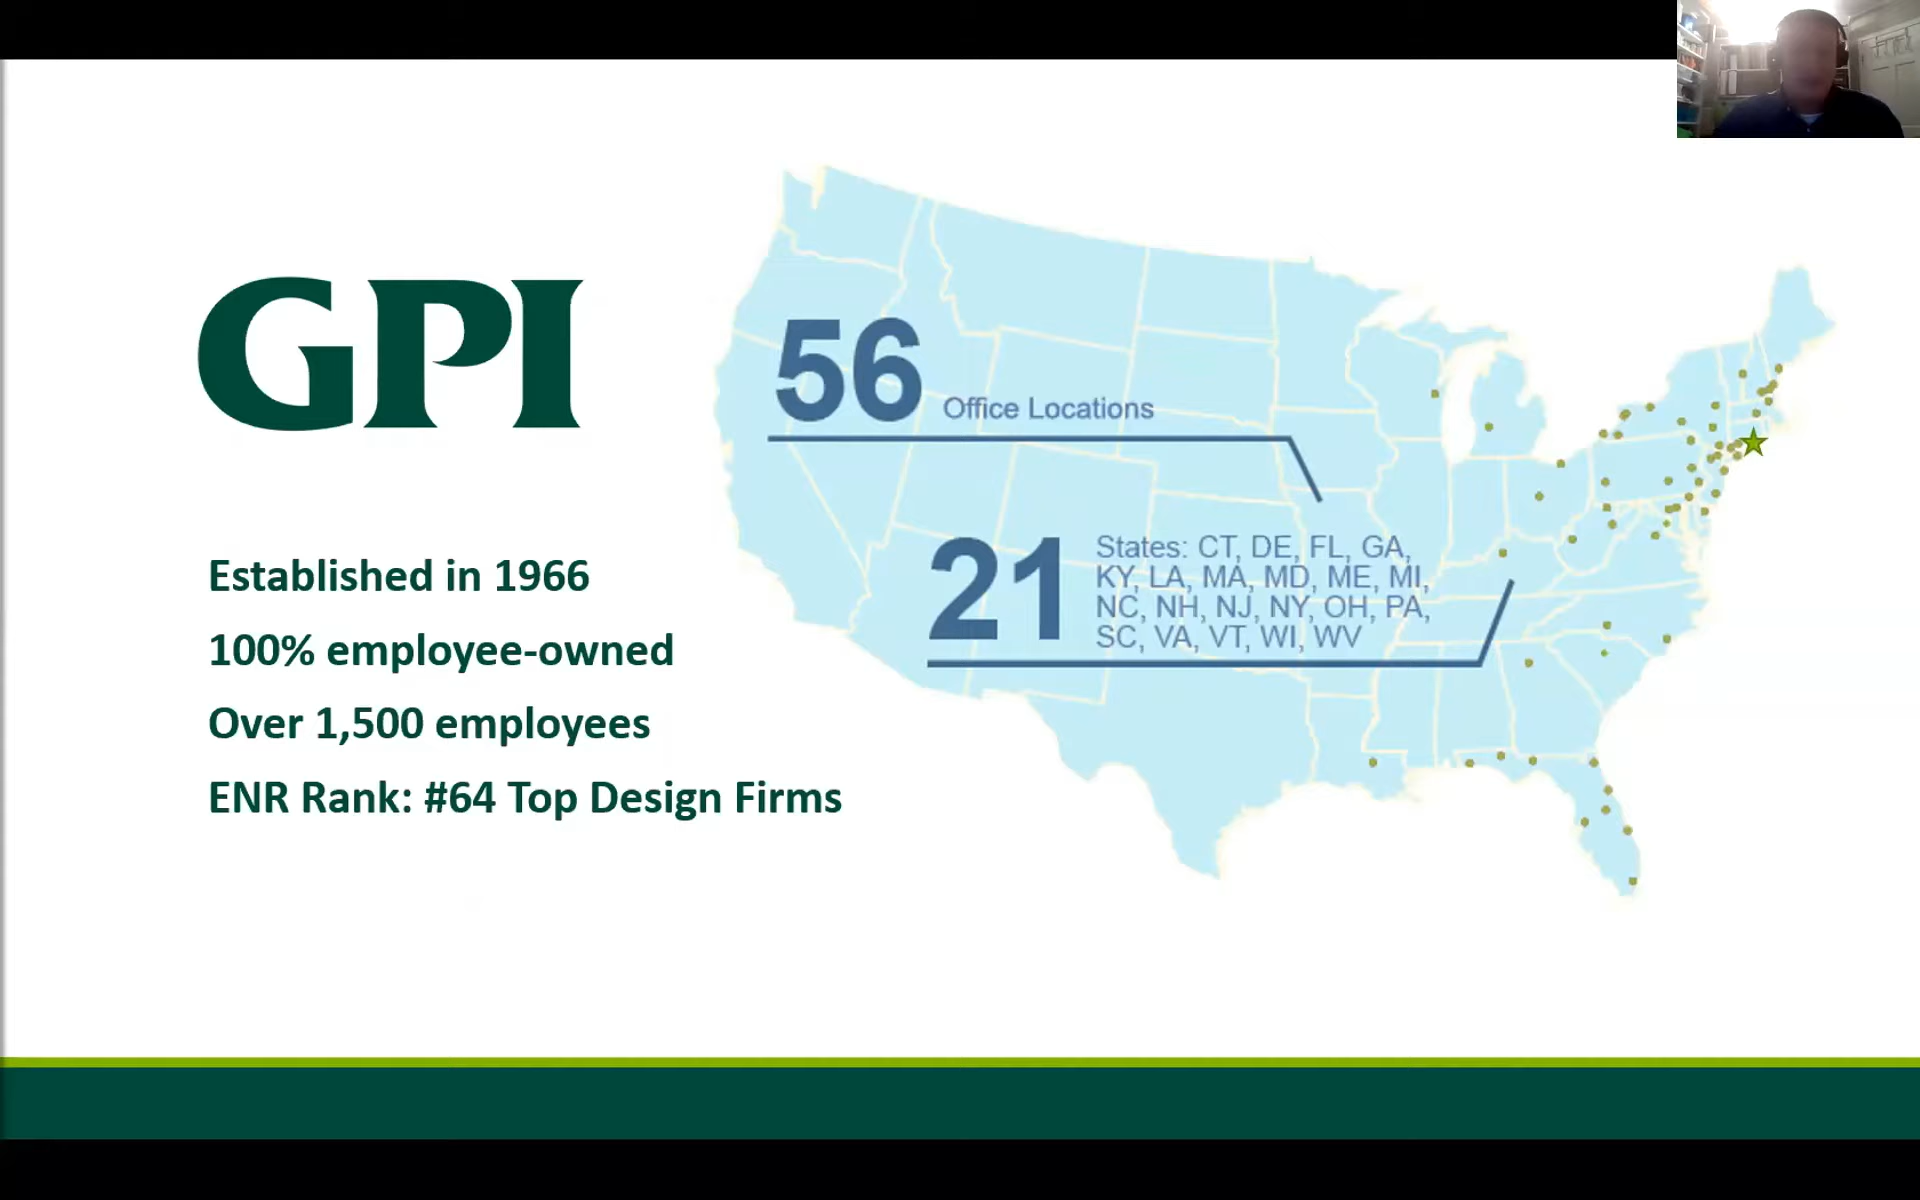 GPI
Established in 1966
100% employee-owned
Over 1,500 employees
ENR Rank: #64 Top Design Firms
56 Office Locations
21 States: CT, DE, FL, GA,
KY, LA, MA, MD, ME, MI,
NC, NH, NJ, NY, OH, PA,
SC, VA, VT, WI, WV